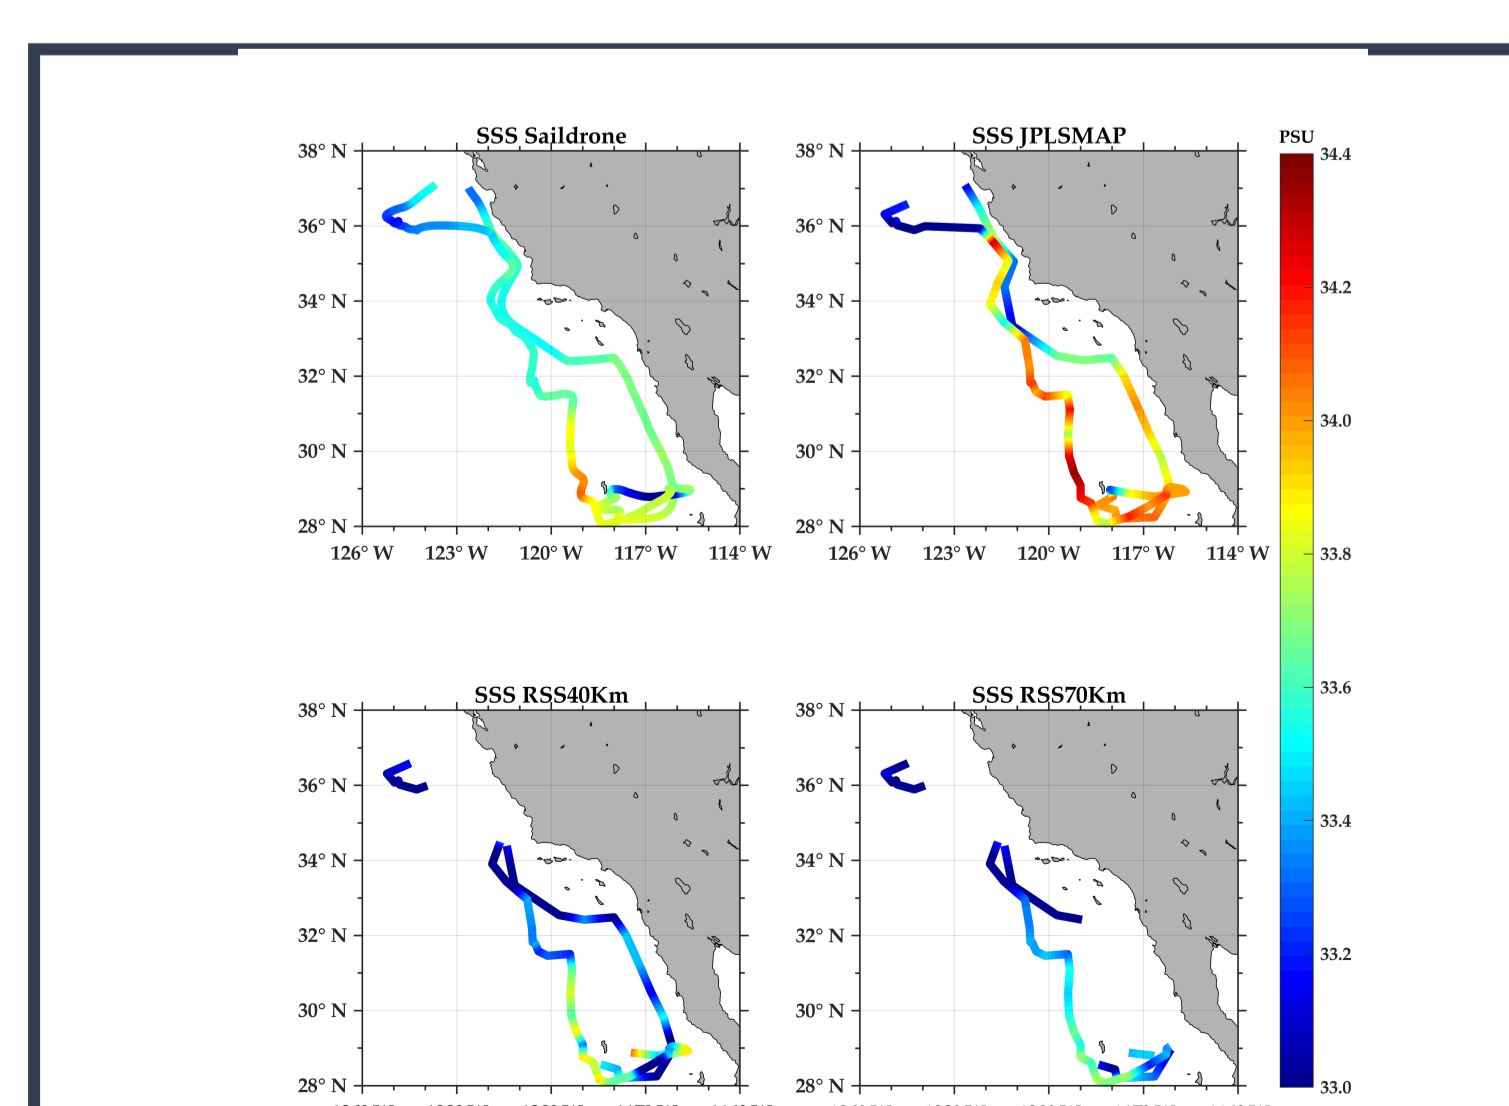 SSS Saildrone
38° N
36° N
34° N
32° N
30° N
28° N
126° W 123° W 120° W 117° W 114° W
SSS JPLSMAP
38° N
36° N
34° N
32° N
30° N
28° N
126° W 123° W 120° W 117° W 114° W
PSU
34.4
34.2
34.0
33.8
33.6
33.4
33.2
33.0
SSS RSS40Km
38° N
36° N
34° N
32° N
30° N
28° N
SSS RSS70Km
38° N
36° N
34° N
32° N
30° N
28° N